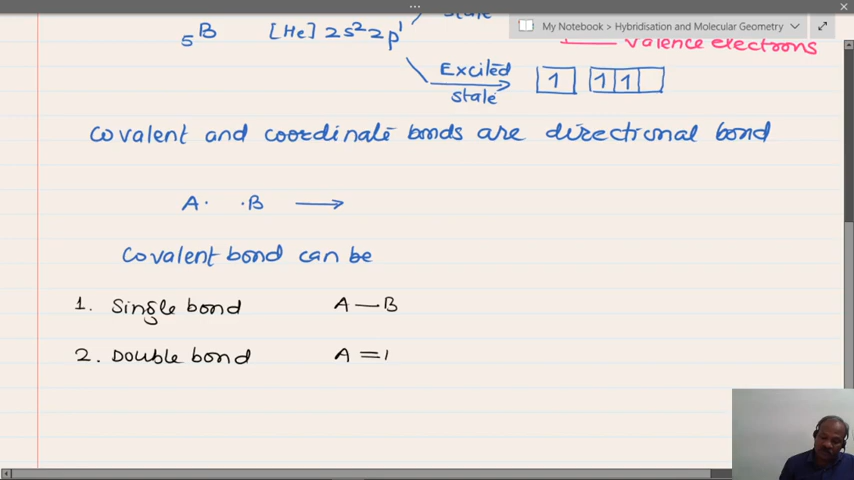 state
My Notebook > Hybridisation and Molecular Geometry
5B [He] 2s² 2p¹
Valence electrons
Excited
state
1 1 1
Covalent and coordinate bonds are directional bond
A· ·B →
Covalent bond can be
1. Single bond A — B
2. Double bond A =